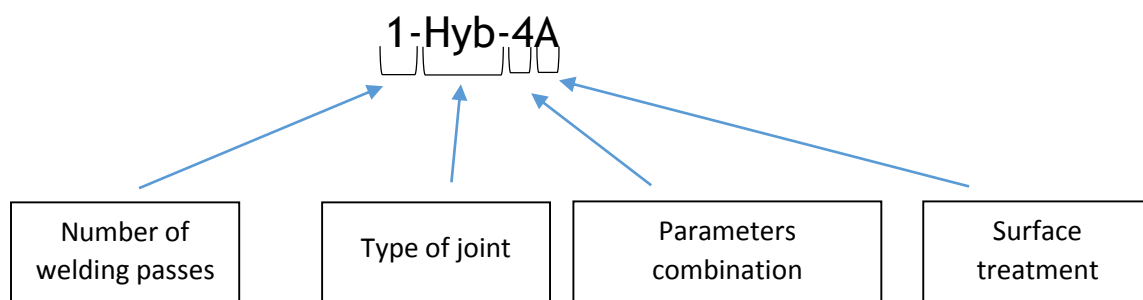 1-Hyb-4A
Number of
welding passes
Type of joint
Parameters
combination
Surface
treatment